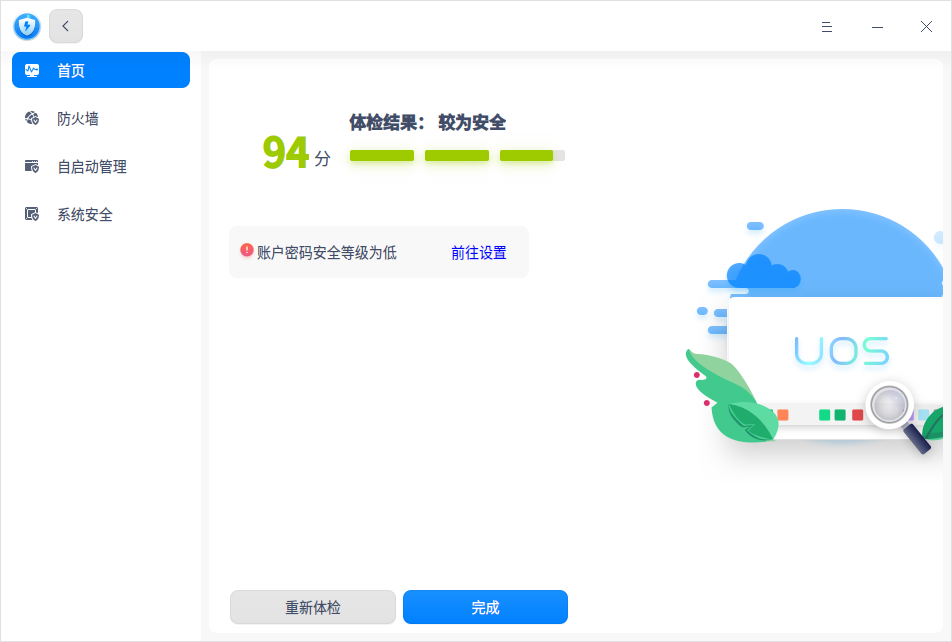 首页
防火墙
自启动管理
系统安全
体检结果： 较为安全
94 分
账户密码安全等级为低 前往设置
UOS
重新体检 完成